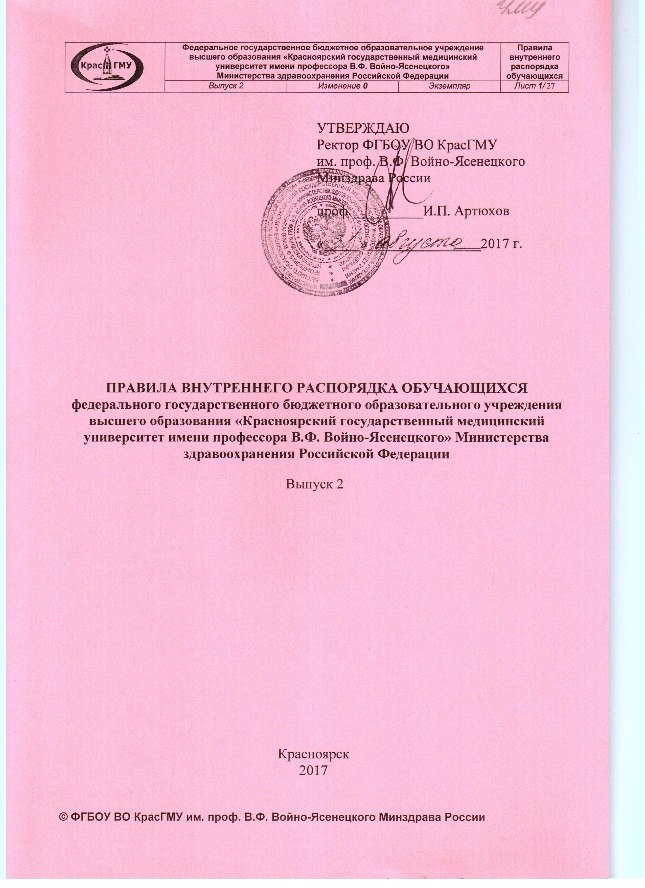 КрасГМУ
Федеральное государственное бюджетное образовательное учреждение
высшего образования «Красноярский государственный медицинский
университет имени профессора В.Ф. Войно-Ясенецкого»
Министерства здравоохранения Российской Федерации
Правила
внутреннего
распорядка
обучающихся
Выпуск 2
Изменение 0
Экземпляр
Лист 1/27
УТВЕРЖДАЮ
Ректор ФГБОУ ВО КрасГМУ
им. проф. В.Ф. Войно-Ясенецкого
Минздрава России
проф. И.П. Артюхов
« » августа 2017 г.
ПРАВИЛА ВНУТРЕННЕГО РАСПОРЯДКА ОБУЧАЮЩИХСЯ
федерального государственного бюджетного образовательного учреждения
высшего образования «Красноярский государственный медицинский
университет имени профессора В.Ф. Войно-Ясенецкого» Министерства
здравоохранения Российской Федерации
Выпуск 2
Красноярск
2017
© ФГБОУ ВО КрасГМУ им. проф. В.Ф. Войно-Ясенецкого Минздрава России